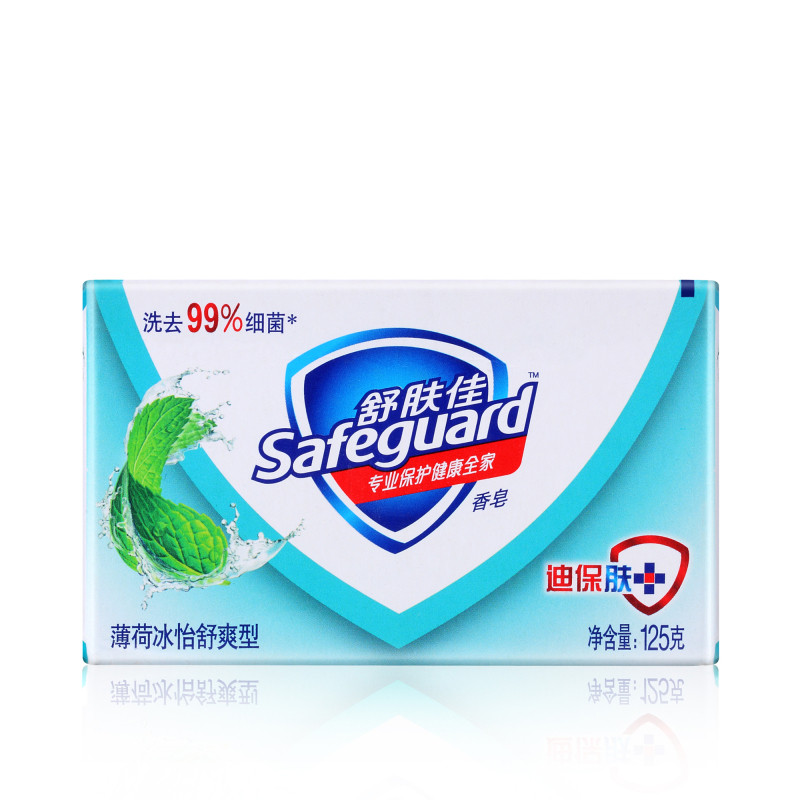 洗去99%细菌*
舒肤佳
Safeguard™
专业保护健康全家
香皂
迪保肤
薄荷冰怡舒爽型
净含量:125克